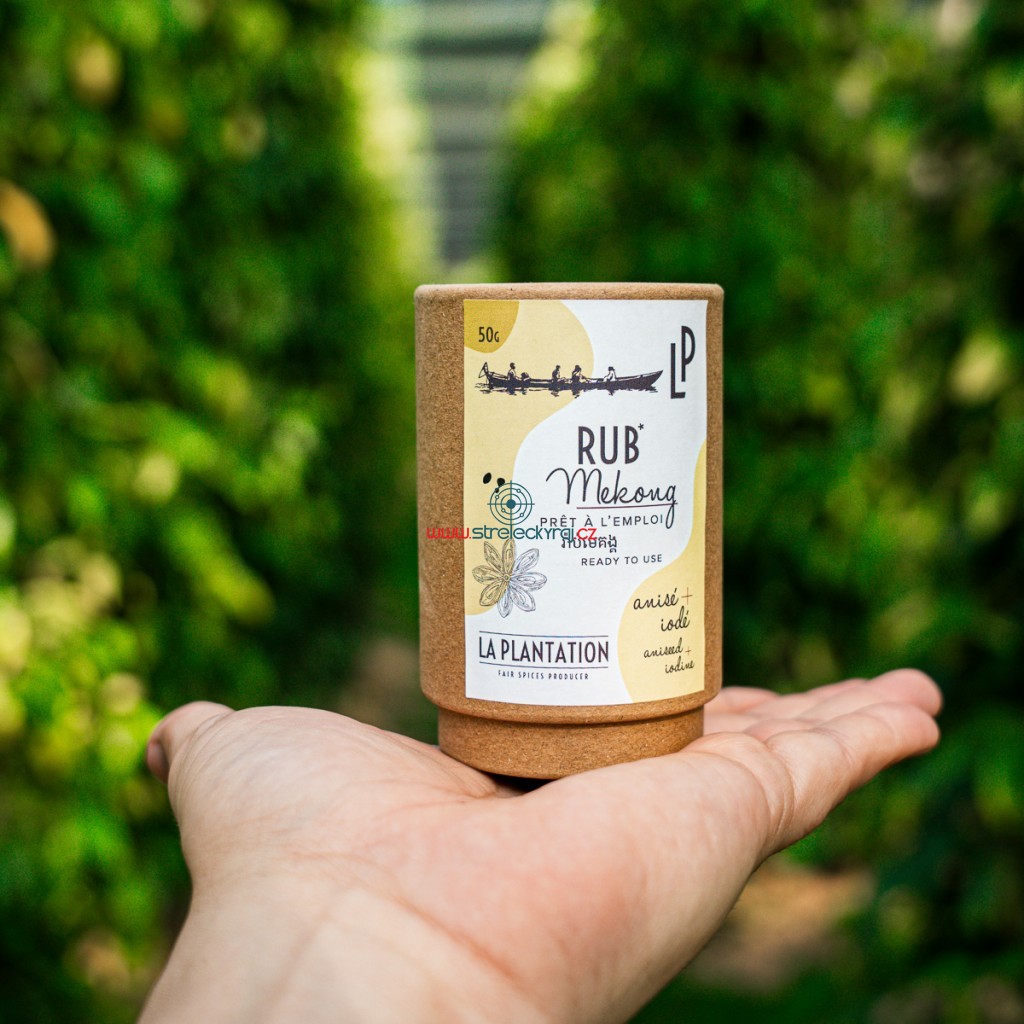 50G
LP
RUB*
Mekong
PRÊT À L'EMPLOI
www.streleckyraj.cz
READY TO USE
anisé +
iodé
aniseed +
iodine
LA PLANTATION
FAIR SPICES PRODUCER